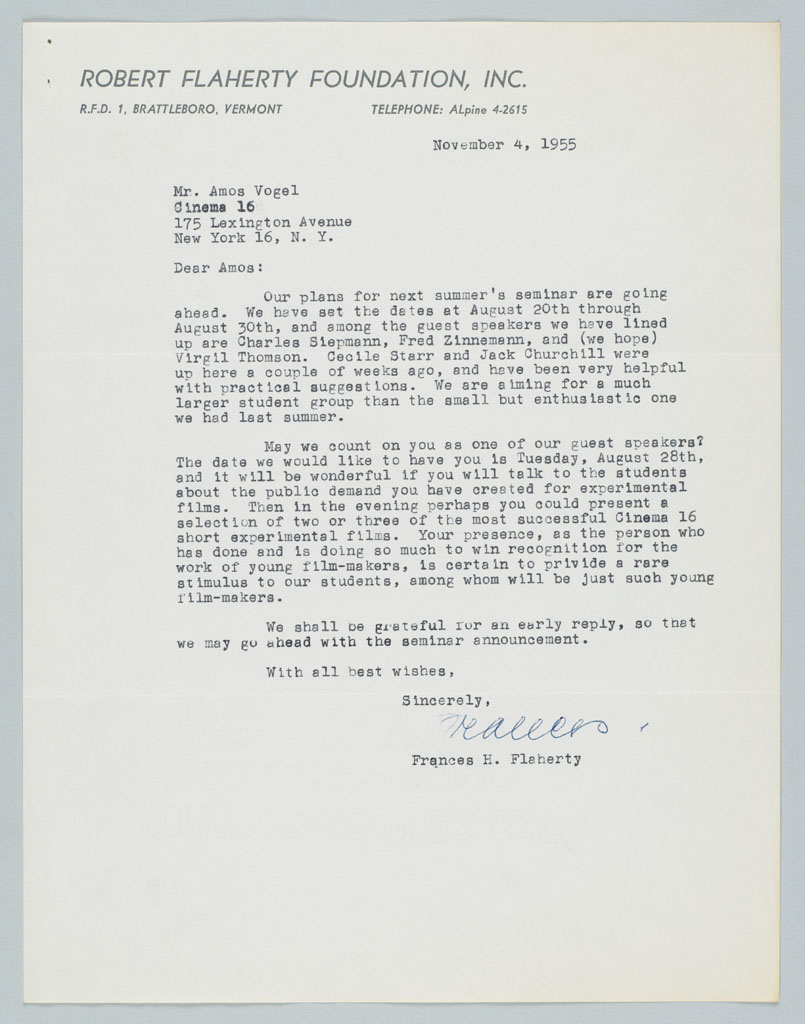 ROBERT FLAHERTY FOUNDATION, INC.
R.F.D. 1, BRATTLEBORO, VERMONT TELEPHONE: ALpine 4-2615
November 4, 1955
Mr. Amos Vogel
Cinema 16
175 Lexington Avenue
New York 16, N. Y.
Dear Amos:
Our plans for next summer's seminar are going
ahead. We have set the dates at August 20th through
August 30th, and among the guest speakers we have lined
up are Charles Siepmann, Fred Zinnemann, and (we hope)
Virgil Thomson. Cecile Starr and Jack Churchill were
up here a couple of weeks ago, and have been very helpful
with practical suggestions. We are aiming for a much
larger student group than the small but enthusiastic one
we had last summer.
May we count on you as one of our guest speakers?
The date we would like to have you is Tuesday, August 28th,
and it will be wonderful if you will talk to the students
about the public demand you have created for experimental
films. Then in the evening perhaps you could present a
selection of two or three of the most successful Cinema 16
short experimental films. Your presence, as the person who
has done and is doing so much to win recognition for the
work of young film-makers, is certain to privide a rare
stimulus to our students, among whom will be just such young
film-makers.
We shall be grateful for an early reply, so that
we may go ahead with the seminar announcement.
With all best wishes,
Sincerely,
Frances
Frances H. Flaherty